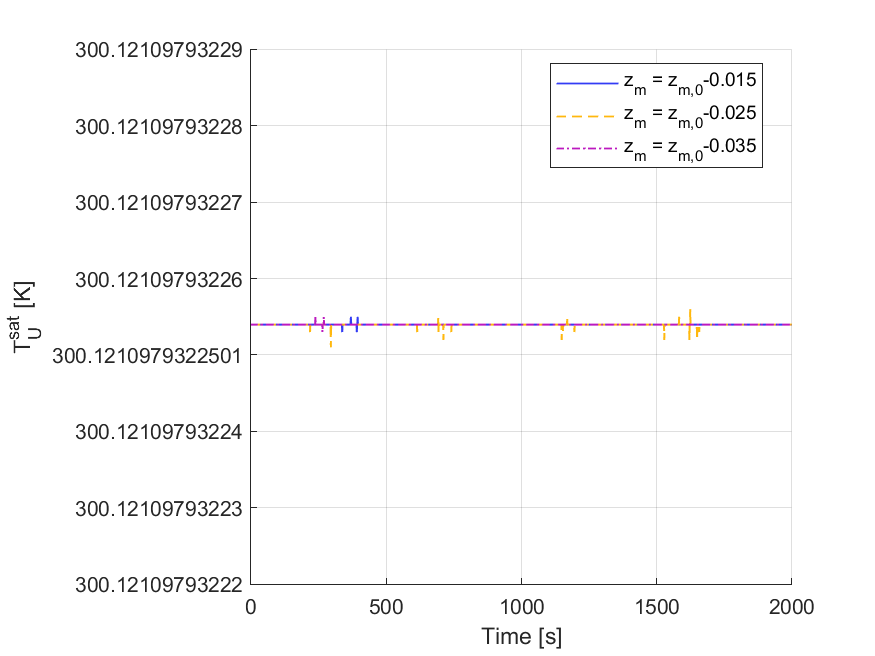 300.12109793229
300.12109793228
300.12109793227
300.12109793226
300.1210979322501
300.12109793224
300.12109793223
300.12109793222
0
500
1000
1500
2000
Time [s]
T_U^sat [K]
z_m = z_m,0-0.015
z_m = z_m,0-0.025
z_m = z_m,0-0.035